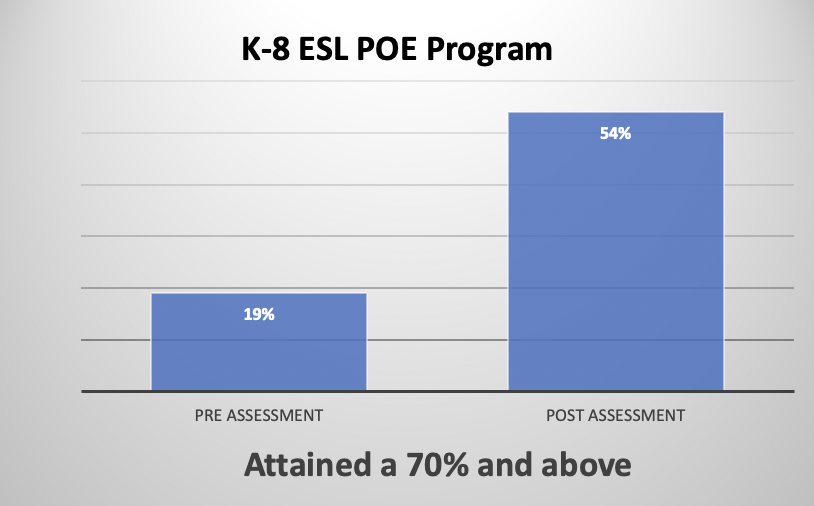 K-8 ESL POE Program
54%
19%
PRE ASSESSMENT POST ASSESSMENT
Attained a 70% and above